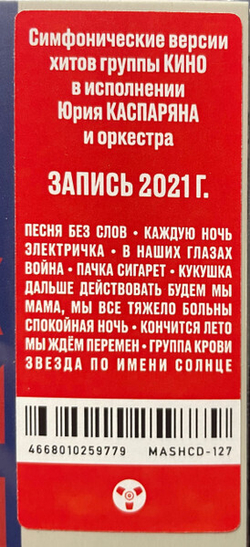 Симфонические версии
хитов группы КИНО
в исполнении
Юрия КАСПАРЯНА
и оркестра
ЗАПИСЬ 2021 Г.
ПЕСНЯ БЕЗ СЛОВ • КАЖДУЮ НОЧЬ
ЭЛЕКТРИЧКА • В НАШИХ ГЛАЗАХ
ВОЙНА • ПАЧКА СИГАРЕТ • КУКУШКА
ДАЛЬШЕ ДЕЙСТВОВАТЬ БУДЕМ МЫ
МАМА, МЫ ВСЕ ТЯЖЕЛО БОЛЬНЫ
СПОКОЙНАЯ НОЧЬ • КОНЧИТСЯ ЛЕТО
МЫ ЖДЁМ ПЕРЕМЕН • ГРУППА КРОВИ
ЗВЕЗДА ПО ИМЕНИ СОЛНЦЕ
4668010259779 MASHCD-127